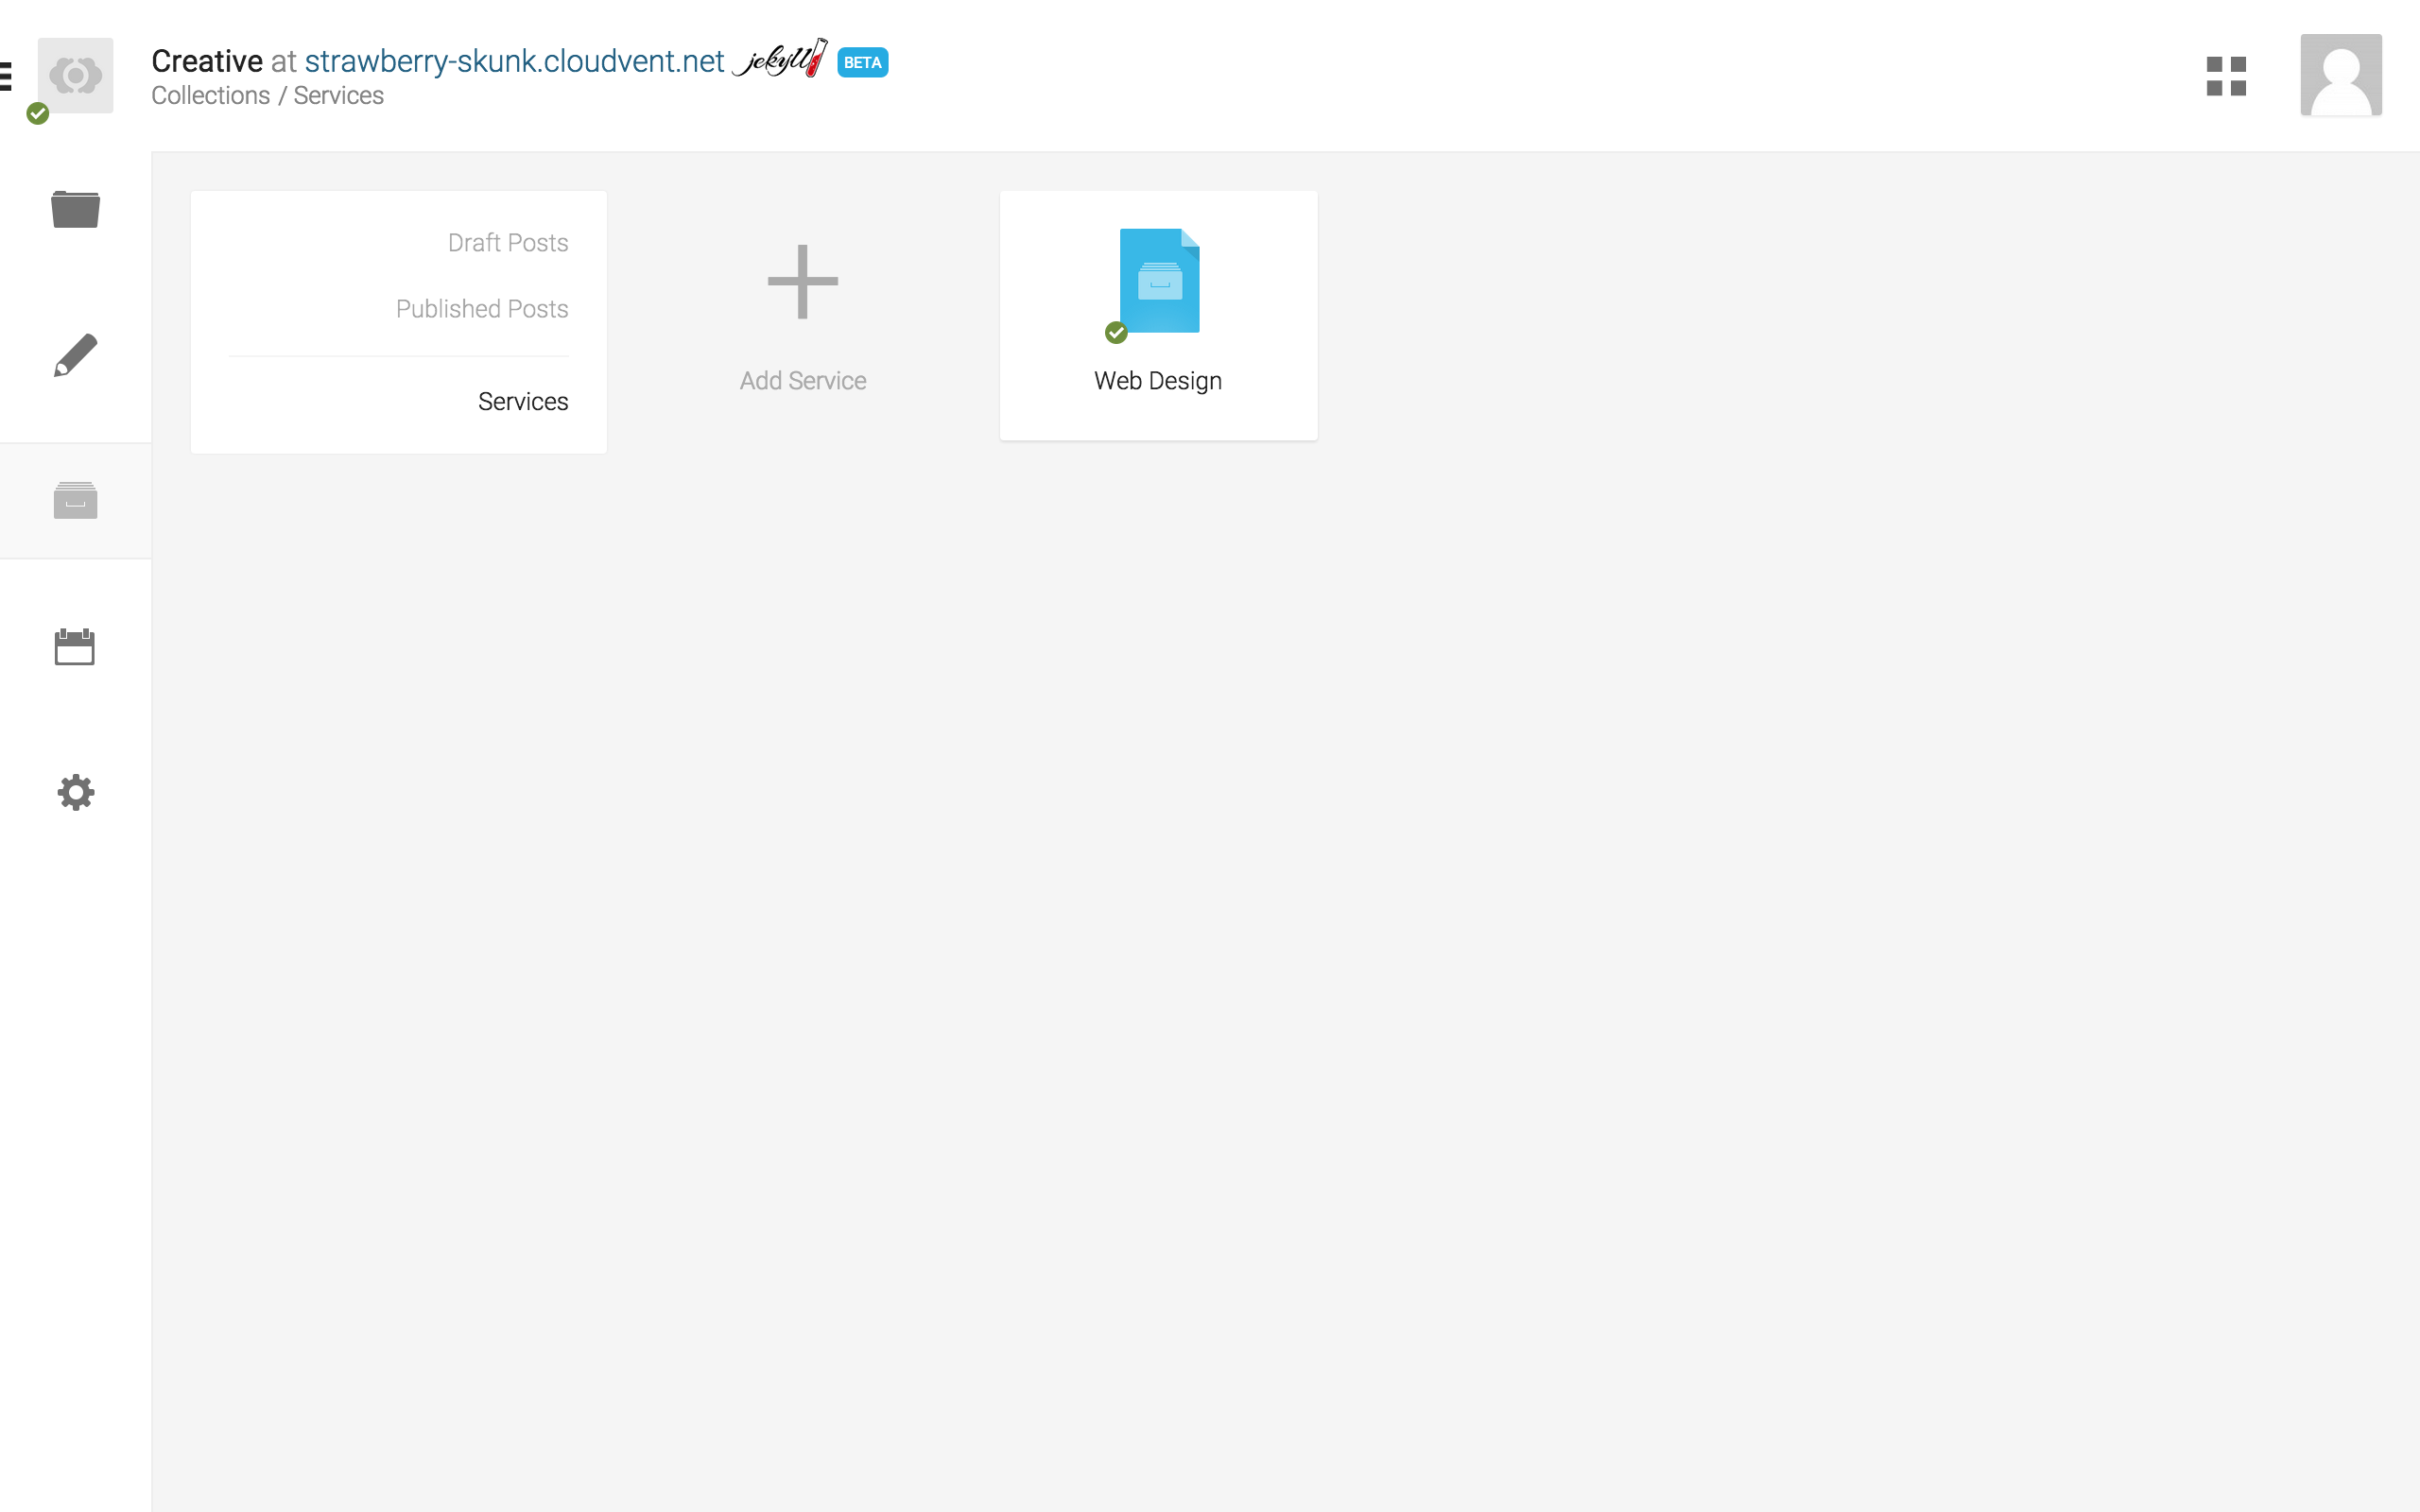 Creative at strawberry-skunk.cloudvent.net jekyll BETA
Collections / Services
Draft Posts
Published Posts
Services
Add Service
Web Design